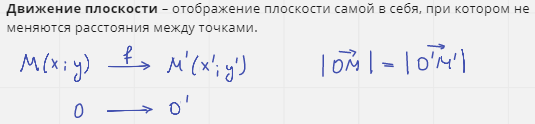 Движение плоскости – отображение плоскости самой в себя, при котором не
меняются расстояния между точками.
M(x; y) —f→ M'(x'; y') |OM→| = |O'M'→|
O ⟶ O'